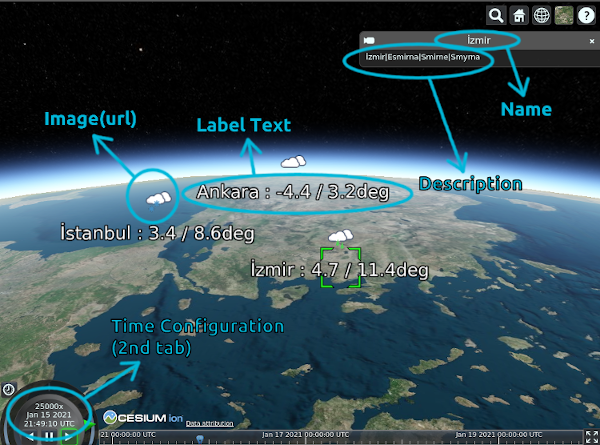 İzmir
İzmir|Esmirna|Smirne|Smyrna
Name
Image(url)
Label Text
Description
Ankara : -4.4 / 3.2deg
İstanbul : 3.4 / 8.6deg
İzmir : 4.7 / 11.4deg
Time Configuration
(2nd tab)
25000x
Jan 15 2021
21:49:10 UTC
CESIUM ion
Data attribution
21 00:00:00 UTC
Jan 17 2021 00:00:00 UTC
Jan 19 2021 00:00:00 UTC